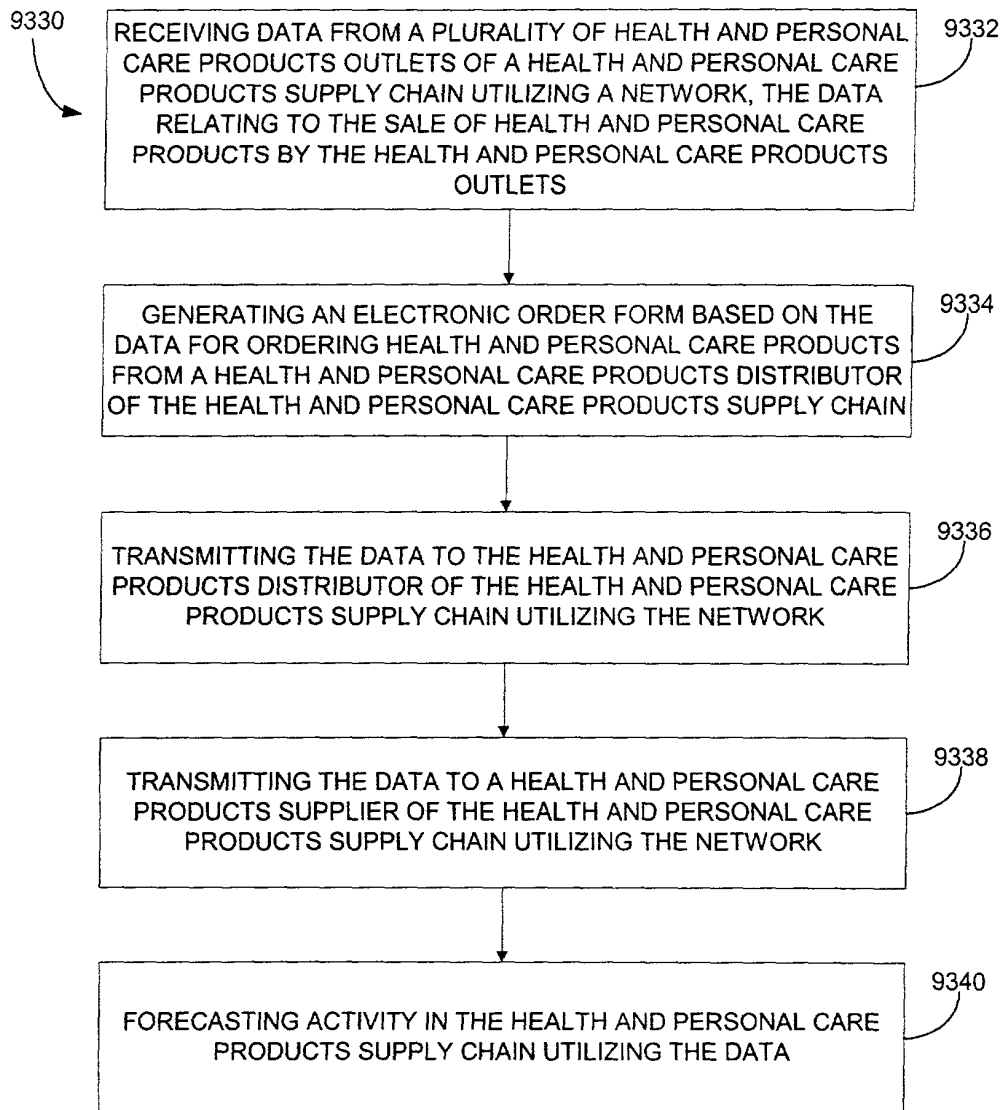 9330
RECEIVING DATA FROM A PLURALITY OF HEALTH AND PERSONAL
CARE PRODUCTS OUTLETS OF A HEALTH AND PERSONAL CARE
PRODUCTS SUPPLY CHAIN UTILIZING A NETWORK, THE DATA
RELATING TO THE SALE OF HEALTH AND PERSONAL CARE
PRODUCTS BY THE HEALTH AND PERSONAL CARE PRODUCTS
OUTLETS
9332
GENERATING AN ELECTRONIC ORDER FORM BASED ON THE
DATA FOR ORDERING HEALTH AND PERSONAL CARE PRODUCTS
FROM A HEALTH AND PERSONAL CARE PRODUCTS DISTRIBUTOR
OF THE HEALTH AND PERSONAL CARE PRODUCTS SUPPLY CHAIN
9334
TRANSMITTING THE DATA TO THE HEALTH AND PERSONAL CARE
PRODUCTS DISTRIBUTOR OF THE HEALTH AND PERSONAL CARE
PRODUCTS SUPPLY CHAIN UTILIZING THE NETWORK
9336
TRANSMITTING THE DATA TO A HEALTH AND PERSONAL CARE
PRODUCTS SUPPLIER OF THE HEALTH AND PERSONAL CARE
PRODUCTS SUPPLY CHAIN UTILIZING THE NETWORK
9338
FORECASTING ACTIVITY IN THE HEALTH AND PERSONAL CARE
PRODUCTS SUPPLY CHAIN UTILIZING THE DATA
9340